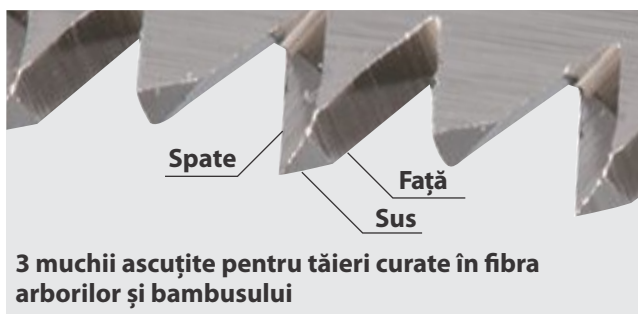 Spate
Față
Sus
3 muchii ascuțite pentru tăieri curate în fibra
arborilor și bambusului